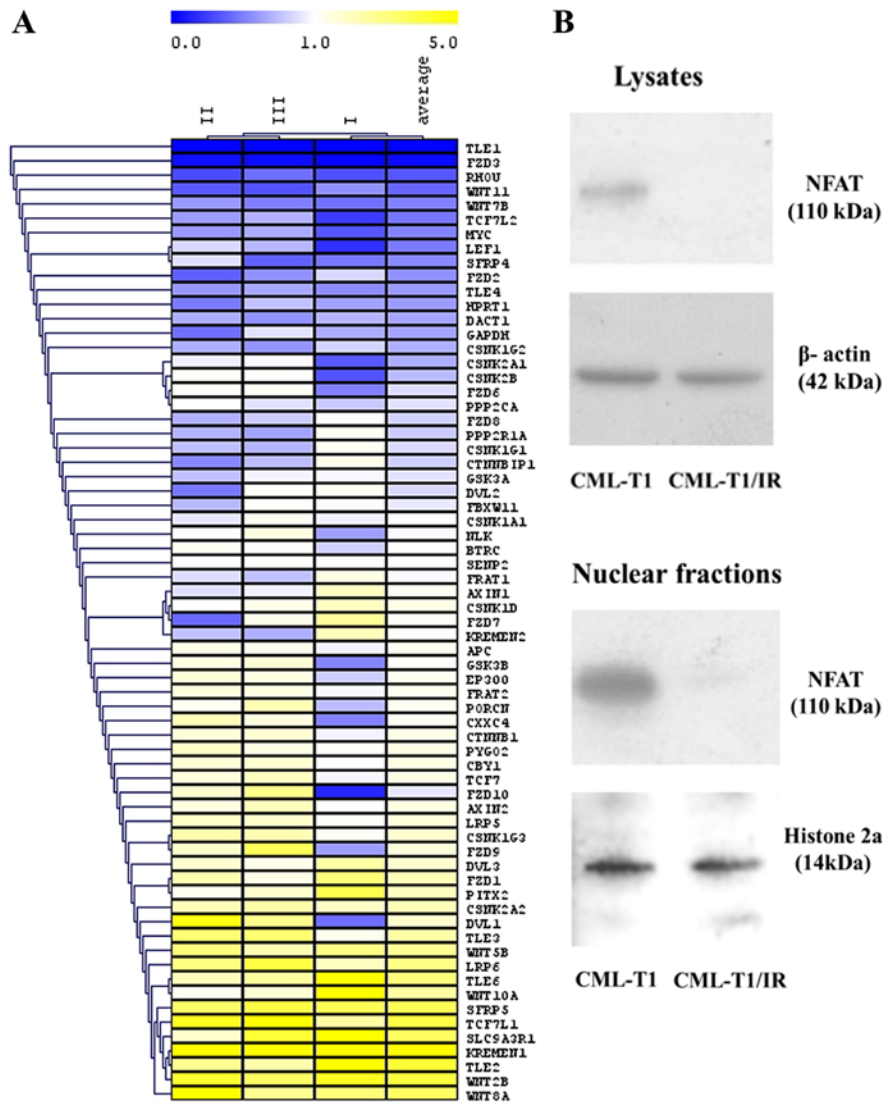 A
0.0 1.0 5.0
II III I average
TLE1
FZD3
RHOU
WNT11
WNT7B
TCF7L2
MYC
LEF1
SFRP4
FZD2
TLE4
HPRT1
DACT1
GAPDH
CSNK1G2
CSNK2A1
CSNK2B
FZD6
PPP2CA
FZD8
PPP2R1A
CSNK1G1
CTNNBIP1
GSK3A
DVL2
FBXW11
CSNK1A1
NLK
BTRC
SENP2
FRAT1
AXIN1
CSNK1D
FZD7
KREMEN2
APC
GSK3B
EP300
FRAT2
PORCN
CXXC4
CTNNB1
PYGO2
CBY1
TCF7
FZD10
AXIN2
LRP5
CSNK1G3
FZD9
DVL3
FZD1
PITX2
CSNK2A2
DVL1
TLE3
WNT5B
LRP6
TLE6
WNT10A
SFRP5
TCF7L1
SLC9A3R1
KREMEN1
TLE2
WNT2B
WNT8A
B
Lysates
NFAT
(110 kDa)
β- actin
(42 kDa)
CML-T1 CML-T1/IR
Nuclear fractions
NFAT
(110 kDa)
Histone 2a
(14kDa)
CML-T1 CML-T1/IR